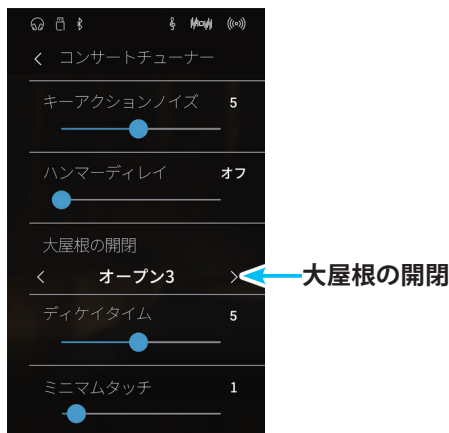 コンサートチューナー
キーアクションノイズ 5
ハンマーディレイ オフ
大屋根の開閉
オープン3
大屋根の開閉
ディケイタイム 5
ミニマムタッチ 1